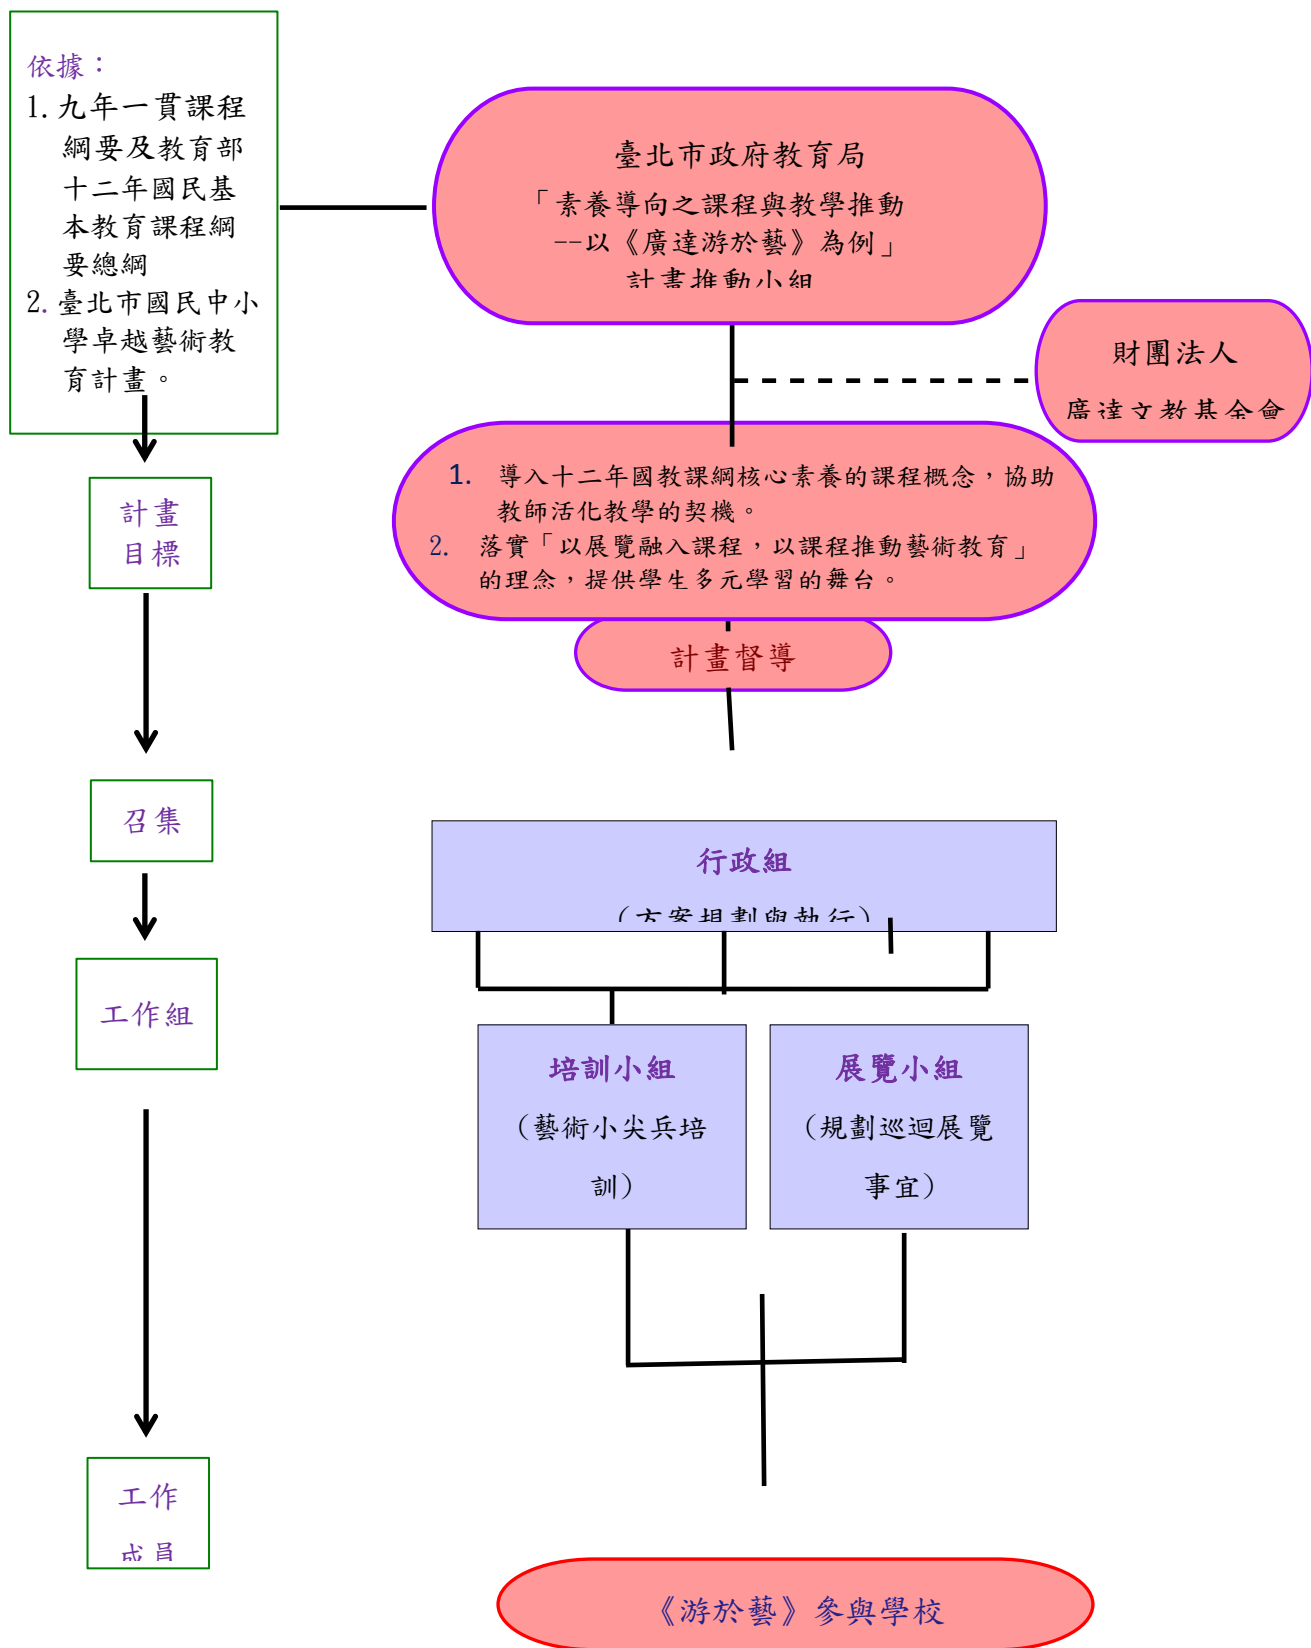 依據：
1. 九年一貫課程
綱要及教育部
十二年國民基
本教育課程綱
要總綱
2. 臺北市國民中小
學卓越藝術教
育計畫。
臺北市政府教育局
「素養導向之課程與教學推動
--以《廣達游於藝》為例」
計畫推動小組
財團法人
廣達文教基金會
計畫
目標
1. 導入十二年國教課綱核心素養的課程概念，協助
教師活化教學的契機。
2. 落實「以展覽融入課程，以課程推動藝術教育」
的理念，提供學生多元學習的舞台。
計畫督導
召集
行政組
(方案規劃與執行)
工作組
培訓小組
(藝術小尖兵培
訓)
展覽小組
(規劃巡迴展覽
事宜)
工作
成員
《游於藝》參與學校